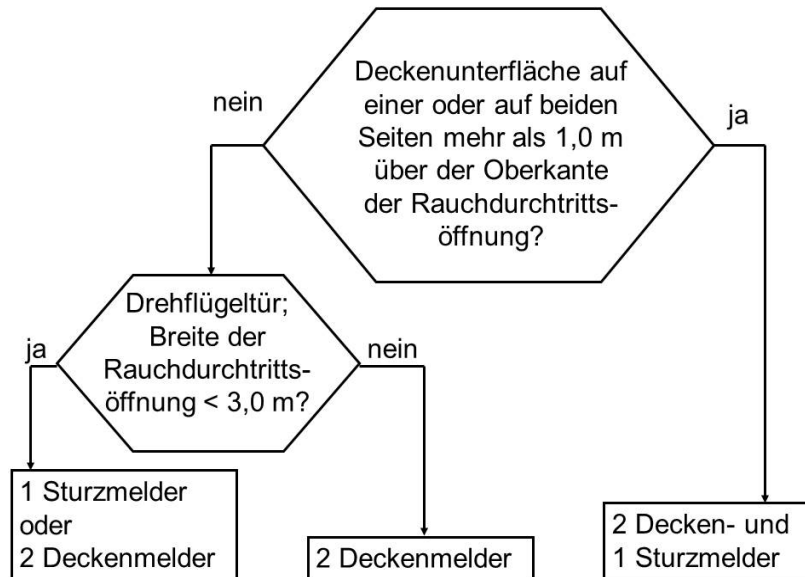 Deckenunterfläche auf
einer oder auf beiden
Seiten mehr als 1,0 m
über der Oberkante
der Rauchdurchtritts-
öffnung?
nein
ja
Drehflügeltür;
Breite der
Rauchdurchtritts-
öffnung < 3,0 m?
ja
nein
1 Sturzmelder
oder
2 Deckenmelder
2 Deckenmelder
2 Decken- und
1 Sturzmelder